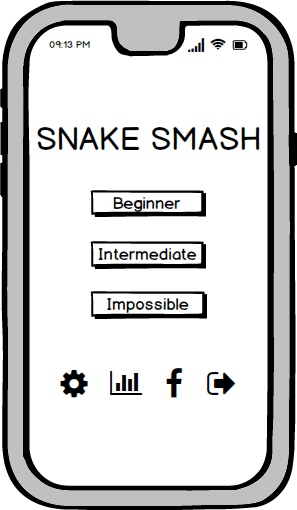 09:13 PM
SNAKE SMASH
Beginner
Intermediate
Impossible